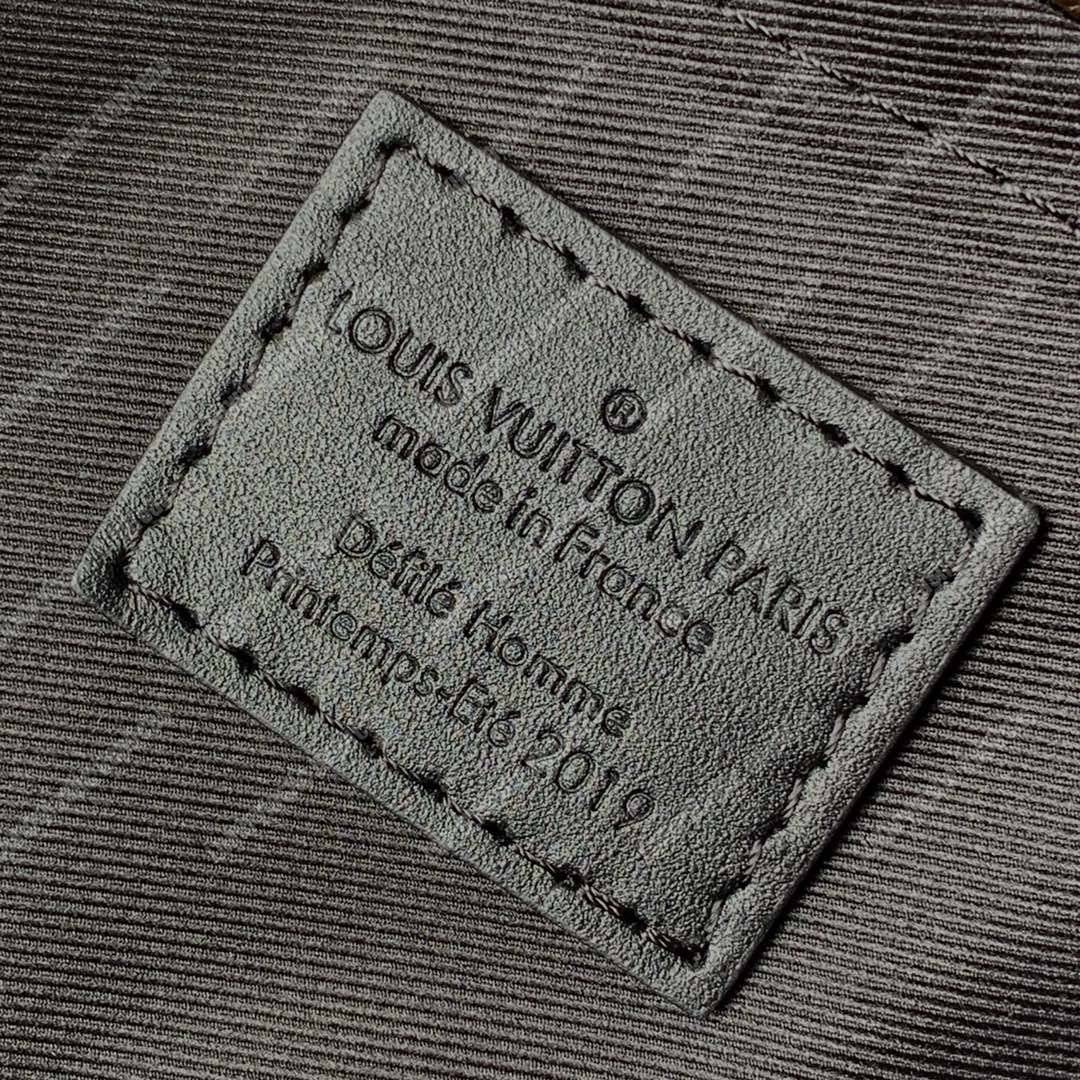 ®
LOUIS VUITTON PARIS
made in France
Défilé Homme
Printemps-Eté 2019